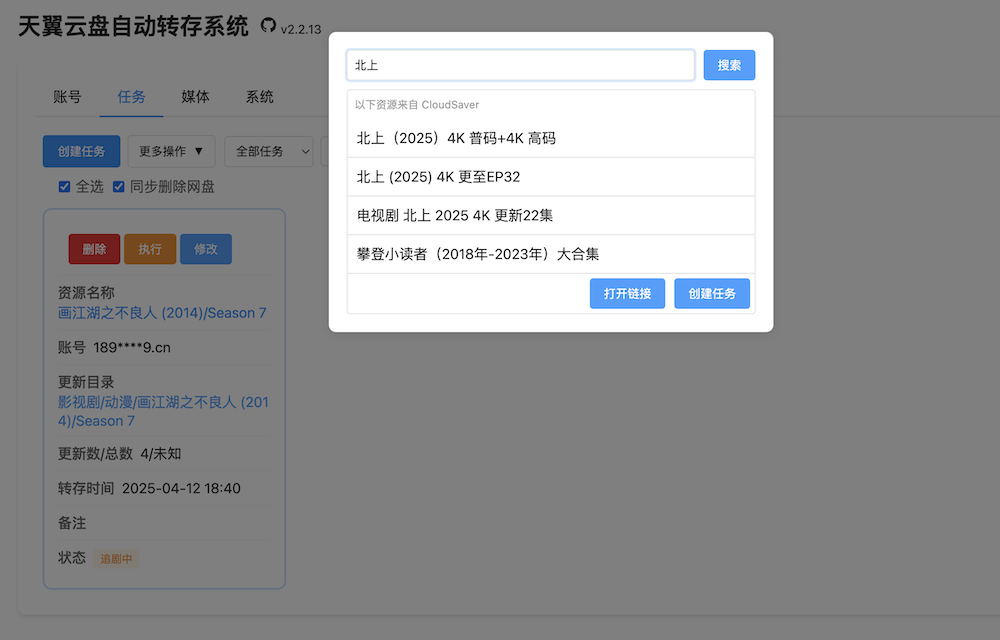 天翼云盘自动转存系统 v2.2.13
账号 任务 媒体 系统
创建任务 更多操作 ▼ 全部任务
全选 同步删除网盘
删除 执行 修改
资源名称
画江湖之不良人 (2014)/Season 7
账号 189****9.cn
更新目录
影视剧/动漫/画江湖之不良人 (201
4)/Season 7
更新数/总数 4/未知
转存时间 2025-04-12 18:40
备注
状态 追剧中
北上 搜索
以下资源来自 CloudSaver
北上（2025）4K 普码+4K 高码
北上 (2025) 4K 更至EP32
电视剧 北上 2025 4K 更新22集
攀登小读者（2018年-2023年）大合集
打开链接 创建任务